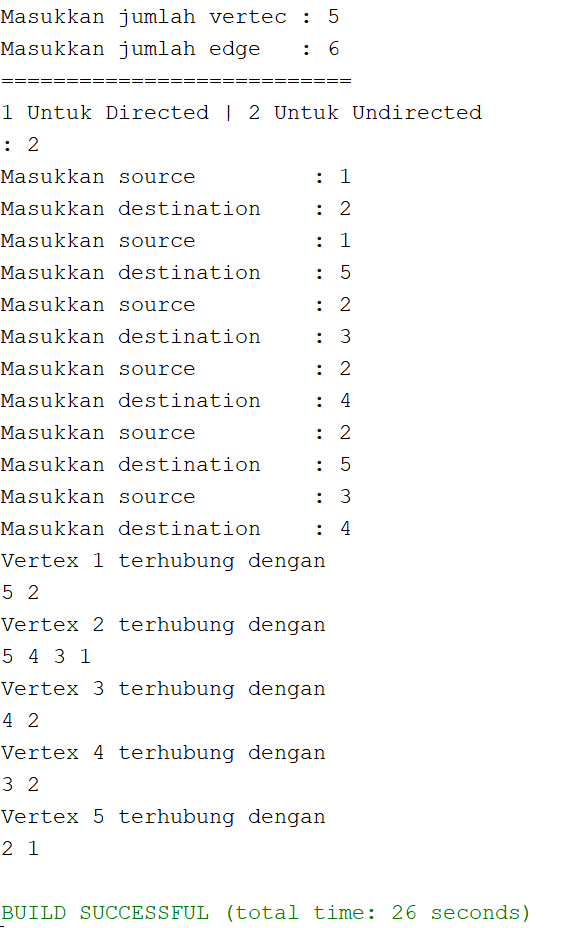 Masukkan jumlah vertec : 5
Masukkan jumlah edge   : 6
===========================
1 Untuk Directed | 2 Untuk Undirected
: 2
Masukkan source         : 1
Masukkan destination    : 2
Masukkan source         : 1
Masukkan destination    : 5
Masukkan source         : 2
Masukkan destination    : 3
Masukkan source         : 2
Masukkan destination    : 4
Masukkan source         : 2
Masukkan destination    : 5
Masukkan source         : 3
Masukkan destination    : 4
Vertex 1 terhubung dengan
5 2
Vertex 2 terhubung dengan
5 4 3 1
Vertex 3 terhubung dengan
4 2
Vertex 4 terhubung dengan
3 2
Vertex 5 terhubung dengan
2 1
BUILD SUCCESSFUL (total time: 26 seconds)